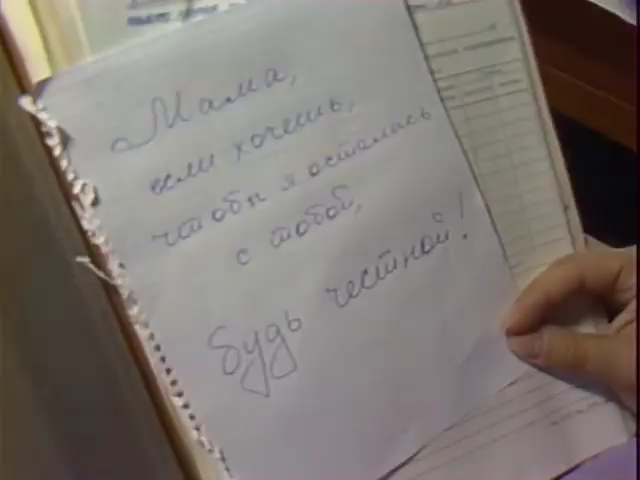 Мама,
если хочешь,
чтобы я осталась
с тобой,
будь честной!